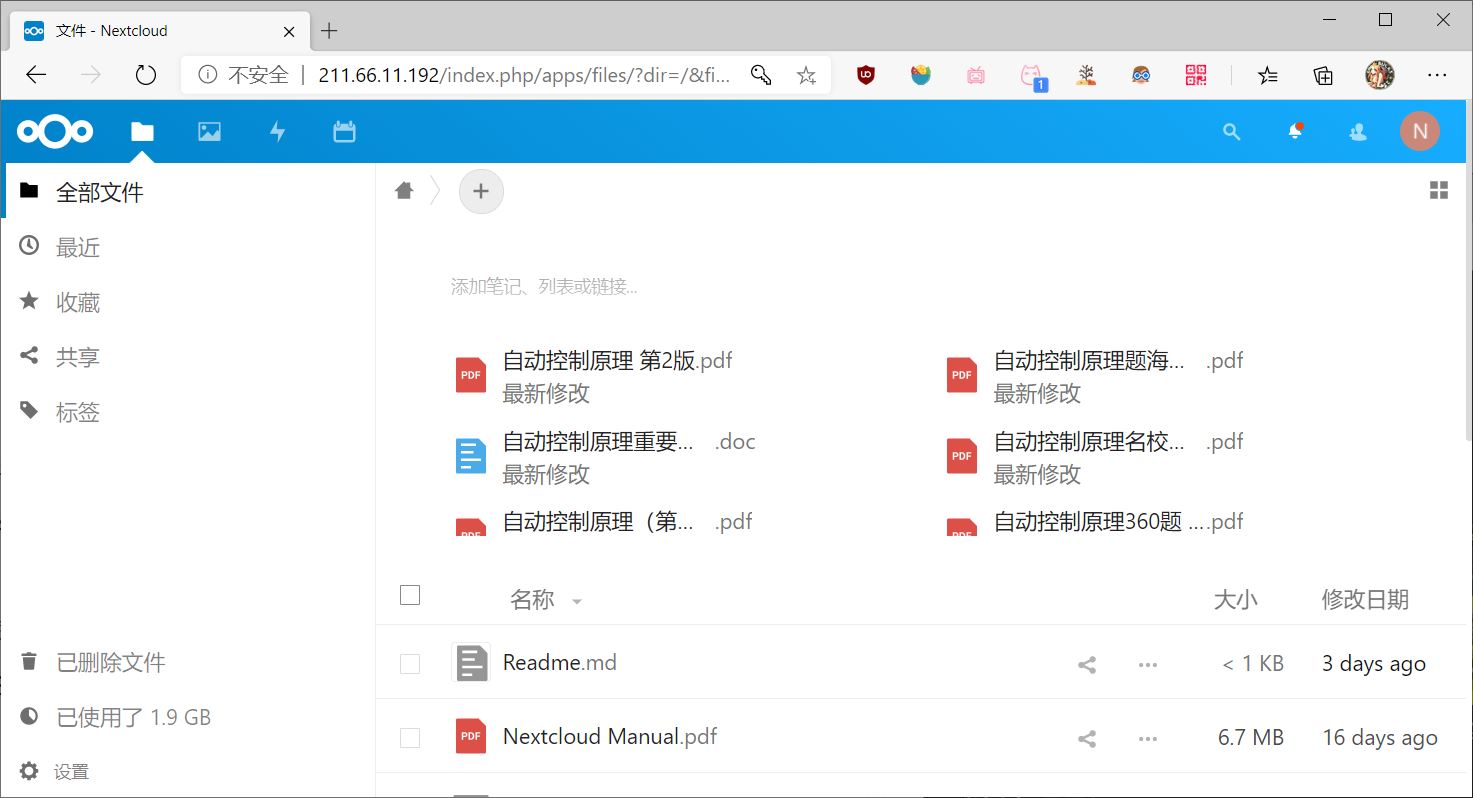 文件 - Nextcloud
不安全 | 211.66.11.192/index.php/apps/files/?dir=/&fi...
1
N
全部文件
最近
收藏
共享
标签
已删除文件
已使用了 1.9 GB
设置
添加笔记、列表或链接...
PDF 自动控制原理 第2版.pdf
最新修改
PDF 自动控制原理题海... .pdf
最新修改
自动控制原理重要... .doc
最新修改
PDF 自动控制原理名校... .pdf
最新修改
PDF 自动控制原理（第... .pdf
PDF 自动控制原理360题 ....pdf
名称 大小 修改日期
Readme.md < 1 KB 3 days ago
PDF Nextcloud Manual.pdf 6.7 MB 16 days ago